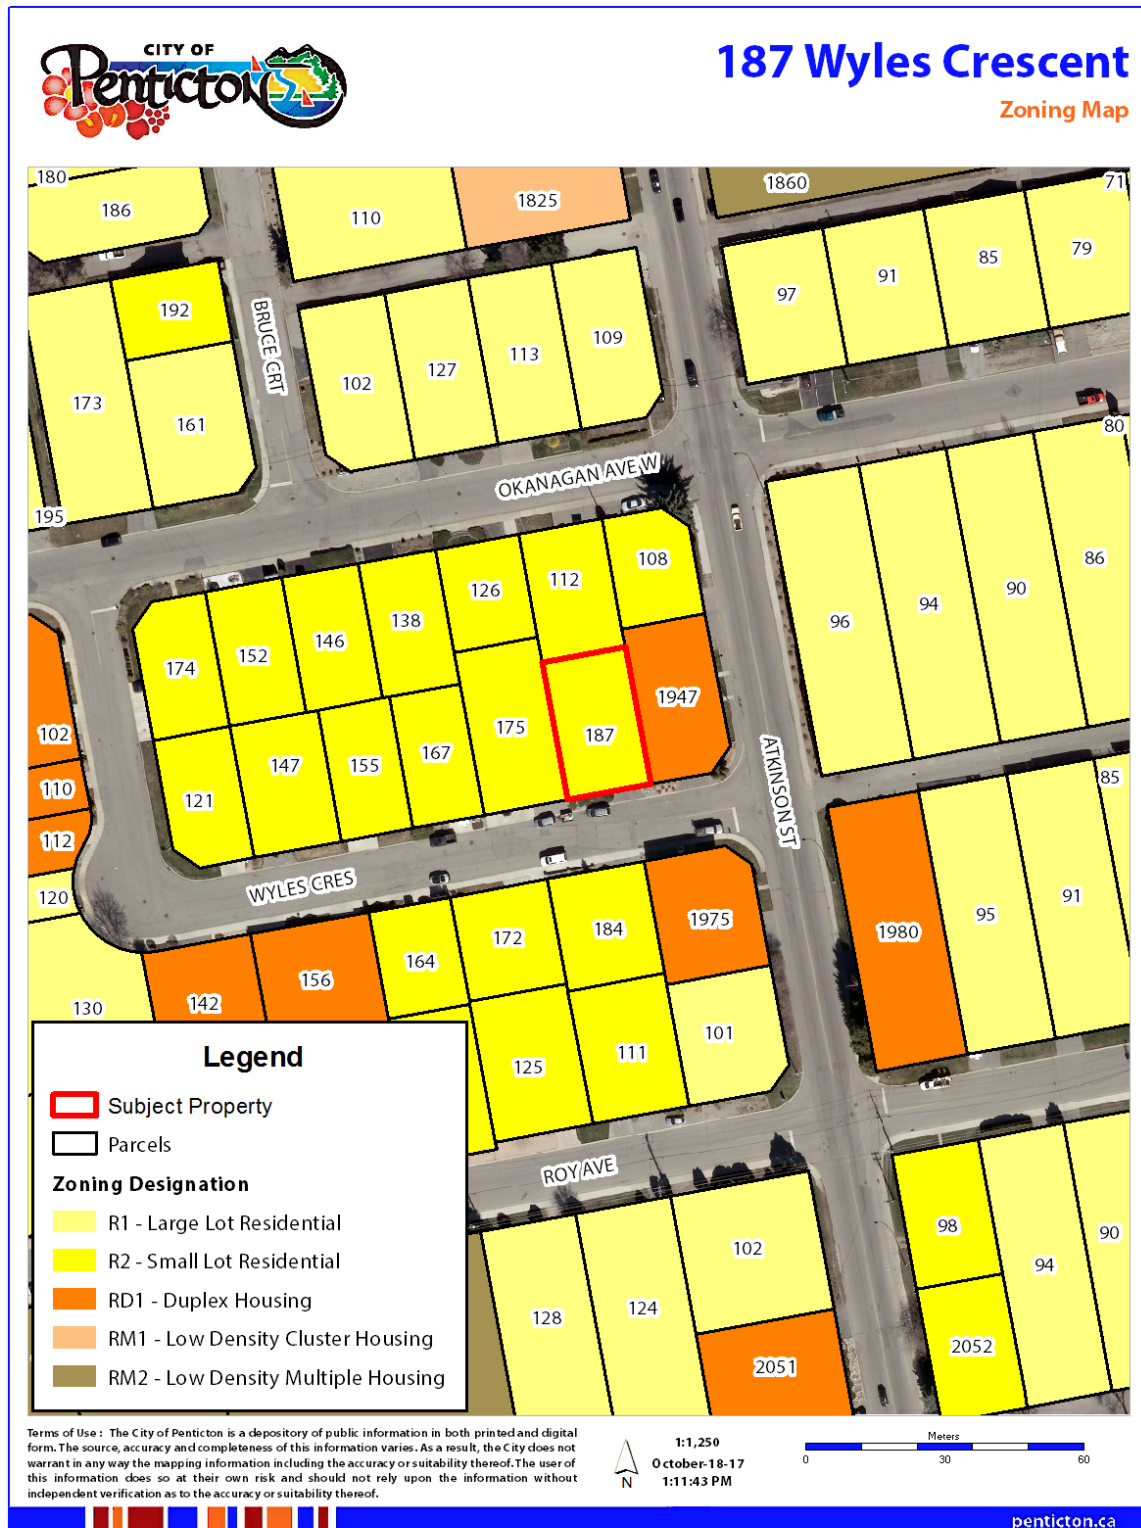 CITY OF
Penticton
187 Wyles Crescent
Zoning Map
180
186
110
1825
1860
71
192
BRUCE CRT
173
161
102
127
113
109
97
91
85
79
195
OKANAGAN AVE W
80
174
152
146
138
126
112
108
96
94
90
86
102
110
112
120
121
147
155
167
175
187
1947
ATKINSON ST
85
WYLES CRES
130
142
156
164
172
184
1975
1980
95
91
125
111
101
ROY AVE
128
124
102
2051
98
2052
94
90
Legend
Subject Property
Parcels
Zoning Designation
R1 - Large Lot Residential
R2 - Small Lot Residential
RD1 - Duplex Housing
RM1 - Low Density Cluster Housing
RM2 - Low Density Multiple Housing
Terms of Use : The City of Penticton is a depository of public information in both printed and digital
form. The source, accuracy and completeness of this information varies. As a result, the City does not
warrant in any way the mapping information including the accuracy or suitability thereof. The user of
this information does so at their own risk and should not rely upon the information without
independent verification as to the accuracy or suitability thereof.
N
1:1,250
October-18-17
1:11:43 PM
Meters
0 30 60
penticton.ca